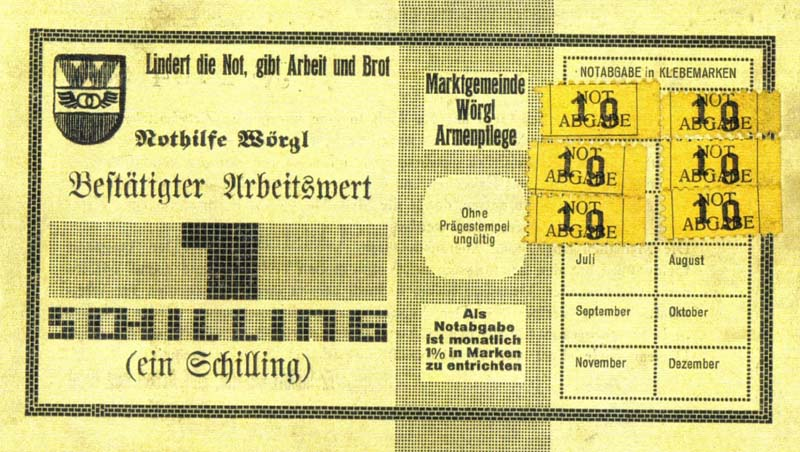 Lindert die Not, gibt Arbeit und Brot
Nothilfe Wörgl
Bestätigter Arbeitswert
1
SCHILLING
(ein Schilling)
Marktgemeinde
Wörgl
Armenpflege
Ohne
Prägestempel
ungültig
Als
Notabgabe
ist monatlich
1% in Marken
zu entrichten
NOTABGABE in KLEBEMARKEN
NOT
10
ABGABE
NOT
10
ABGABE
NOT
10
ABGABE
NOT
10
ABGABE
NOT
10
ABGABE
NOT
10
ABGABE
Juli August
September Oktober
November Dezember